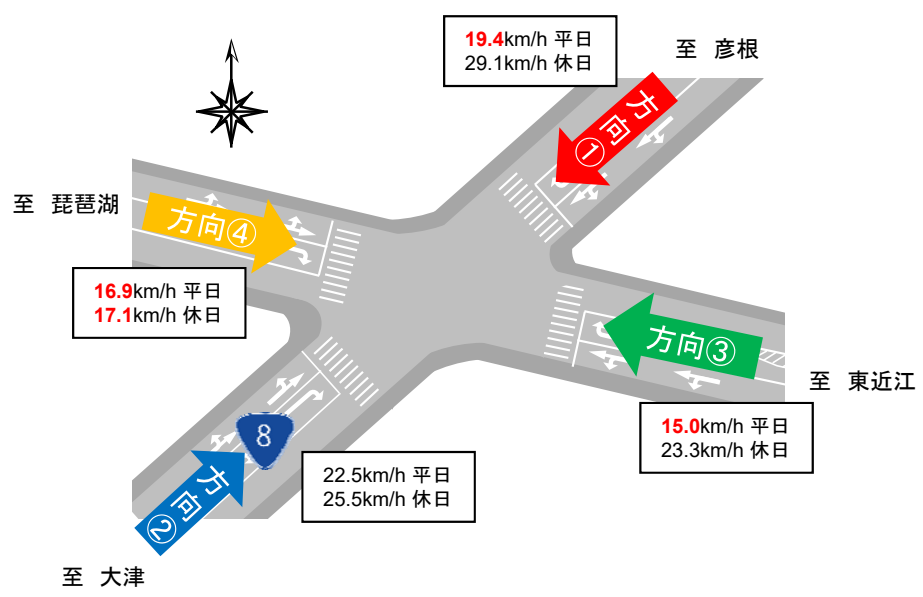 19.4km/h 平日
29.1km/h 休日
至 彦根
方向①
至 琵琶湖
方向④
16.9km/h 平日
17.1km/h 休日
方向③
至 東近江
15.0km/h 平日
23.3km/h 休日
8
22.5km/h 平日
25.5km/h 休日
方向②
至 大津